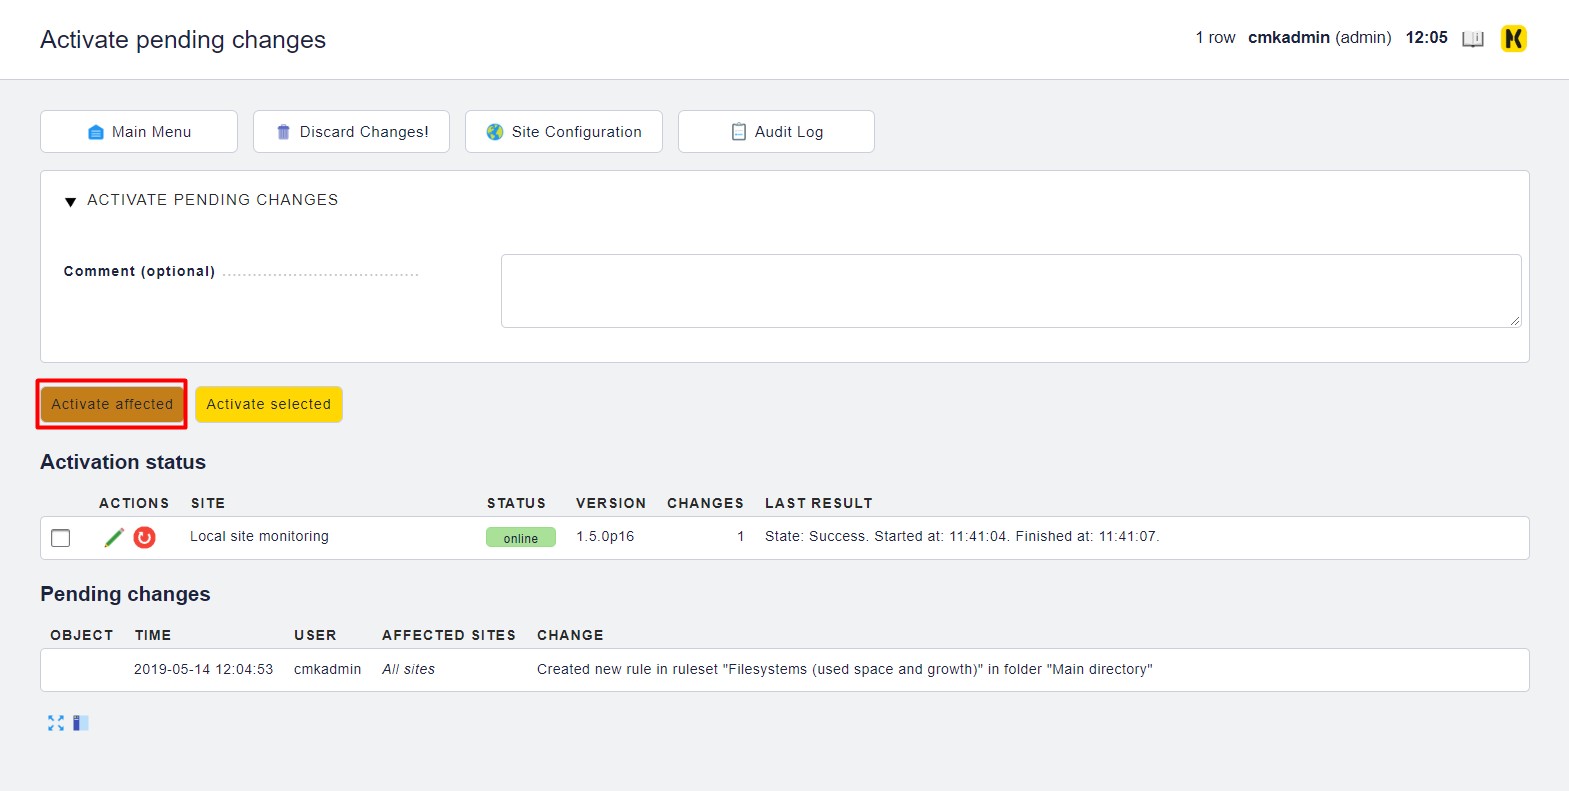 Activate pending changes
1 row cmkadmin (admin) 12:05
Main Menu
Discard Changes!
Site Configuration
Audit Log
ACTIVATE PENDING CHANGES
Comment (optional)
Activate affected
Activate selected
Activation status
ACTIONS SITE STATUS VERSION CHANGES LAST RESULT
Local site monitoring online 1.5.0p16 1 State: Success. Started at: 11:41:04. Finished at: 11:41:07.
Pending changes
OBJECT TIME USER AFFECTED SITES CHANGE
2019-05-14 12:04:53 cmkadmin All sites Created new rule in ruleset "Filesystems (used space and growth)" in folder "Main directory"